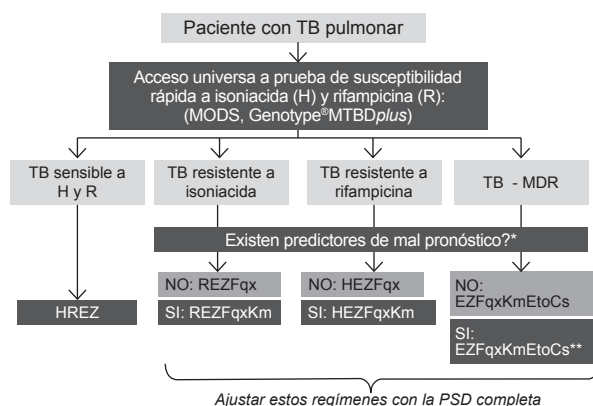 Paciente con TB pulmonar
Acceso universa a prueba de susceptibilidad
rápida a isoniacida (H) y rifampicina (R):
(MODS, Genotype®MTBDplus)
TB sensible a
H y R
TB resistente a
isoniacida
TB resistente a
rifampicina
TB - MDR
Existen predictores de mal pronóstico?*
HREZ
NO: REZFqx
SI: REZFqxKm
NO: HEZFqx
SI: HEZFqxKm
NO:
EZFqxKmEtoCs
SI:
EZFqxKmEtoCs**
Ajustar estos regímenes con la PSD completa